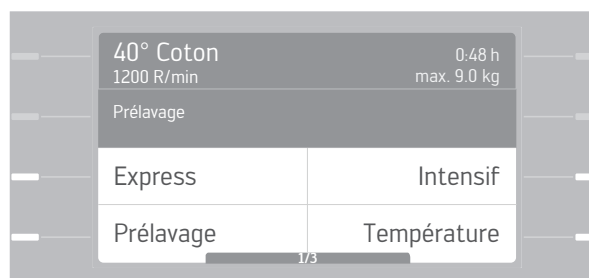 40° Coton 0:48 h
1200 R/min max. 9.0 kg
Prélavage
Express Intensif
Prélavage Température
1/3